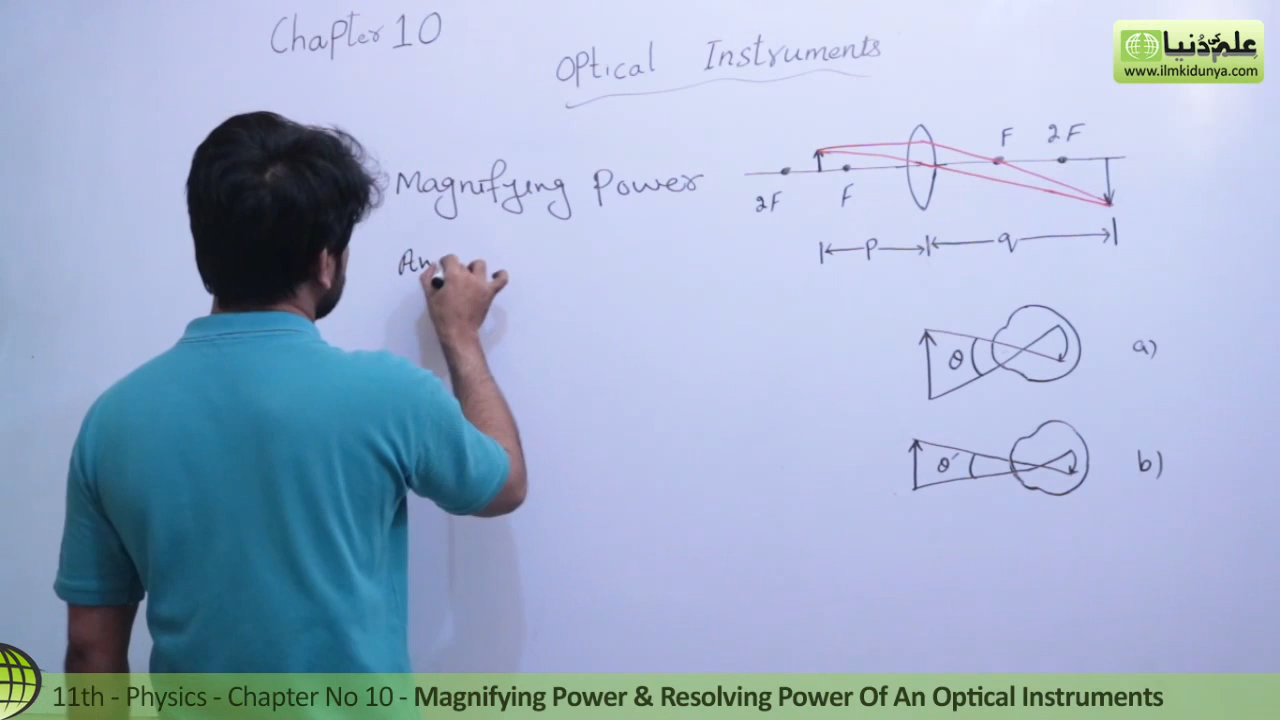 Chapter 10
Optical Instruments
علم کی دنیا
www.ilmkidunya.com
Magnifying Power
An
F 2F
2F F
p q
θ a)
θ' b)
11th - Physics - Chapter No 10 - Magnifying Power & Resolving Power Of An Optical Instruments